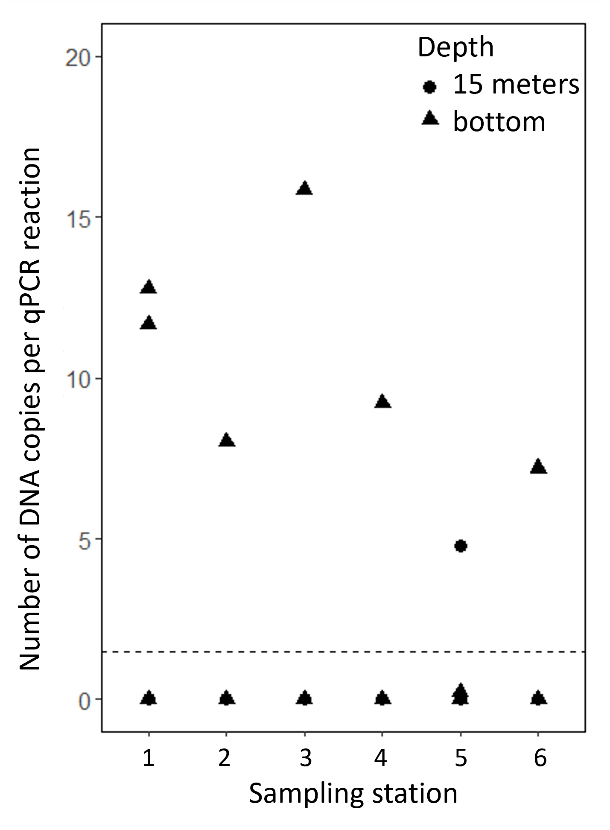 Depth
15 meters
bottom
20
15
10
5
0
Number of DNA copies per qPCR reaction
1 2 3 4 5 6
Sampling station